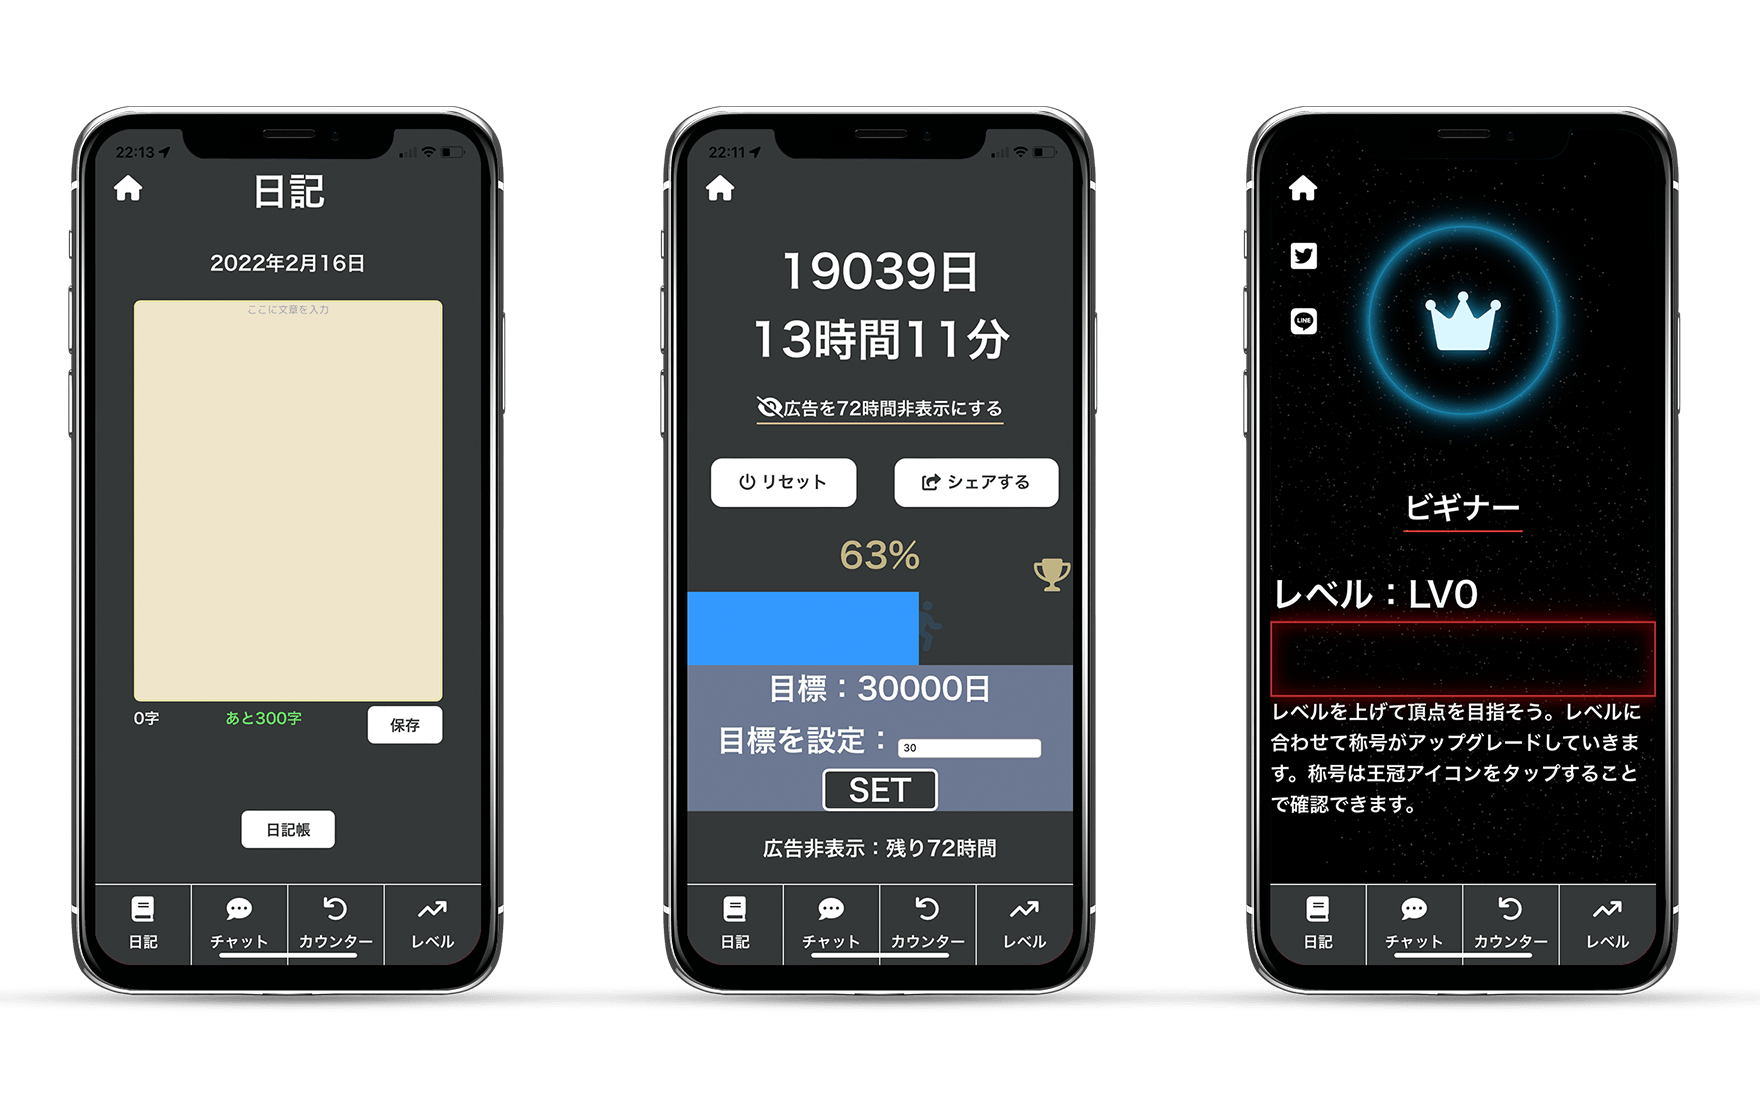 22:13
日記
2022年2月16日
ここに文章を入力
0字
あと300字
保存
日記帳
日記
チャット
カウンター
レベル
22:11
19039日
13時間11分
広告を72時間非表示にする
リセット
シェアする
63%
目標：30000日
目標を設定：
30
SET
広告非表示：残り72時間
日記
チャット
カウンター
レベル
LINE
ビギナー
レベル：LV0
レベルを上げて頂点を目指そう。レベルに
合わせて称号がアップグレードしていきま
す。称号は王冠アイコンをタップすること
で確認できます。
日記
チャット
カウンター
レベル